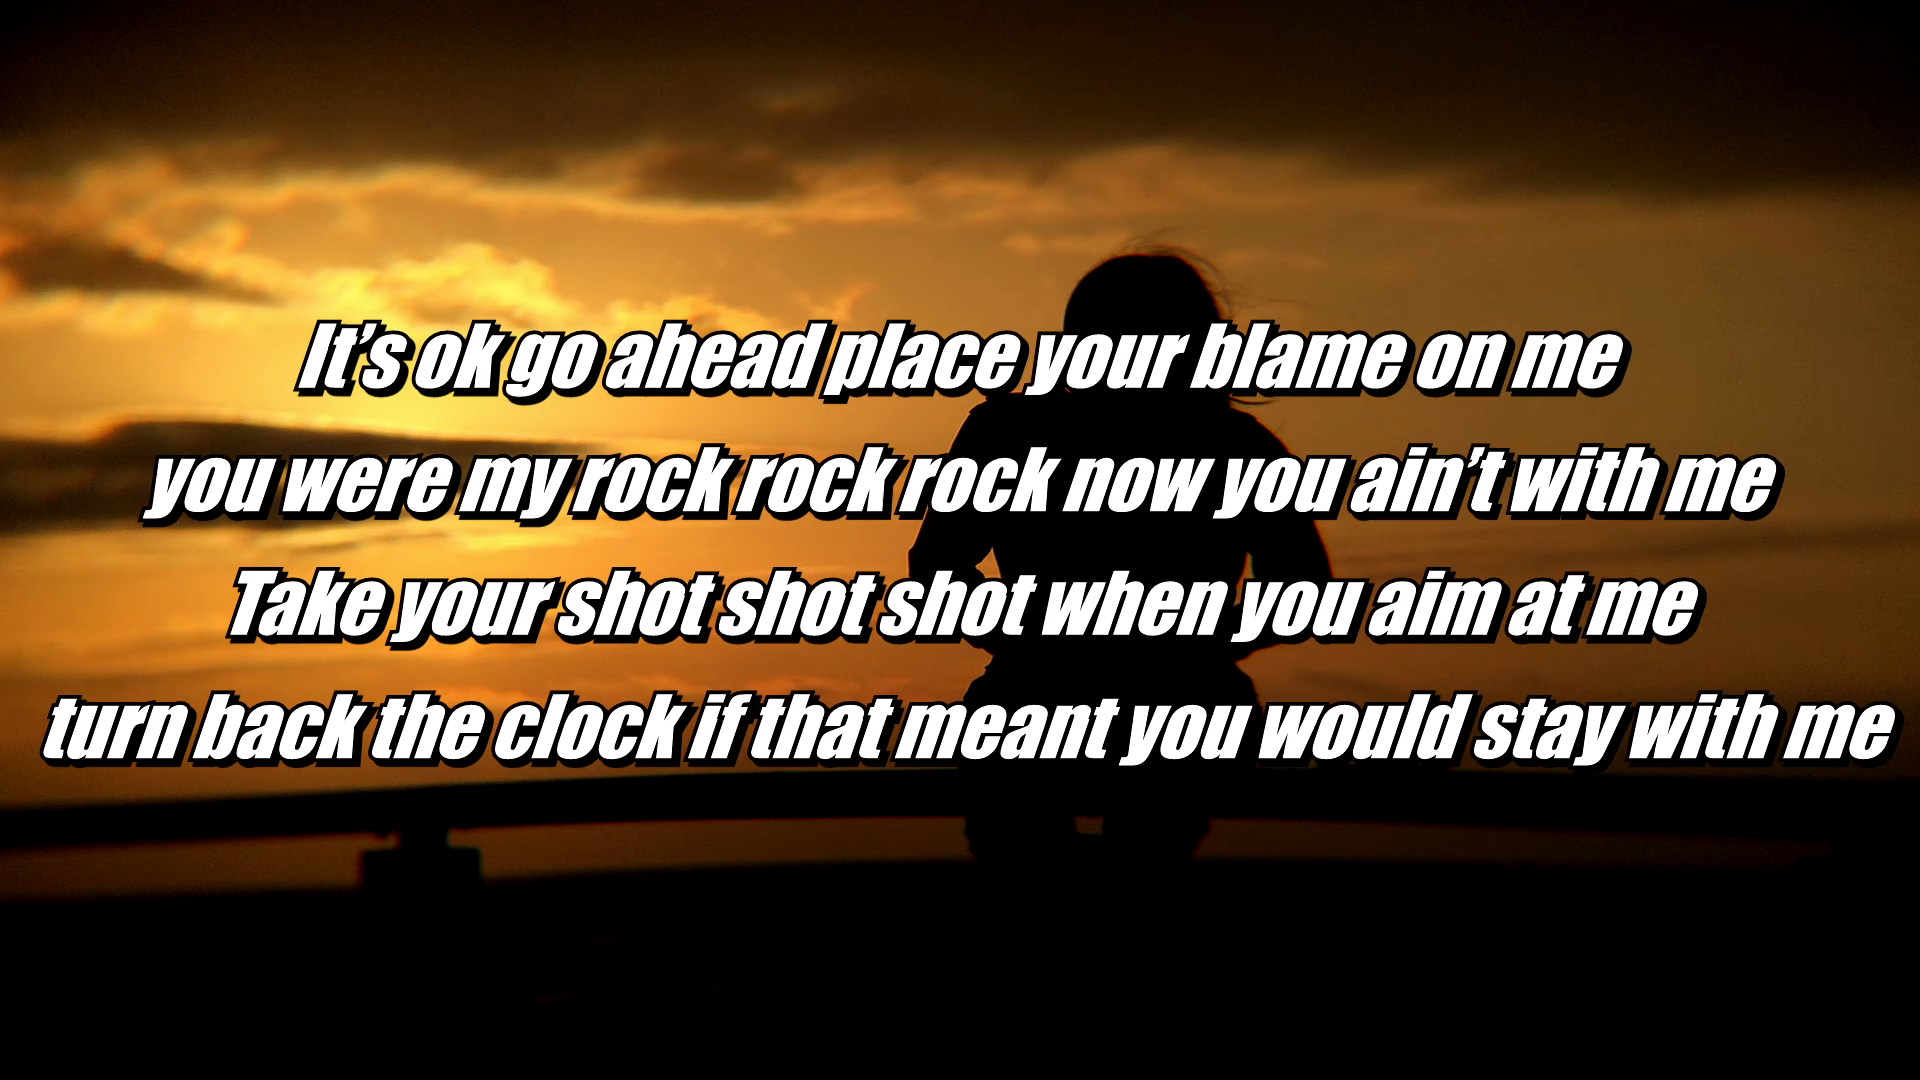 It’s ok go ahead place your blame on me
you were my rock rock rock now you ain’t with me
Take your shot shot shot when you aim at me
turn back the clock if that meant you would stay with me